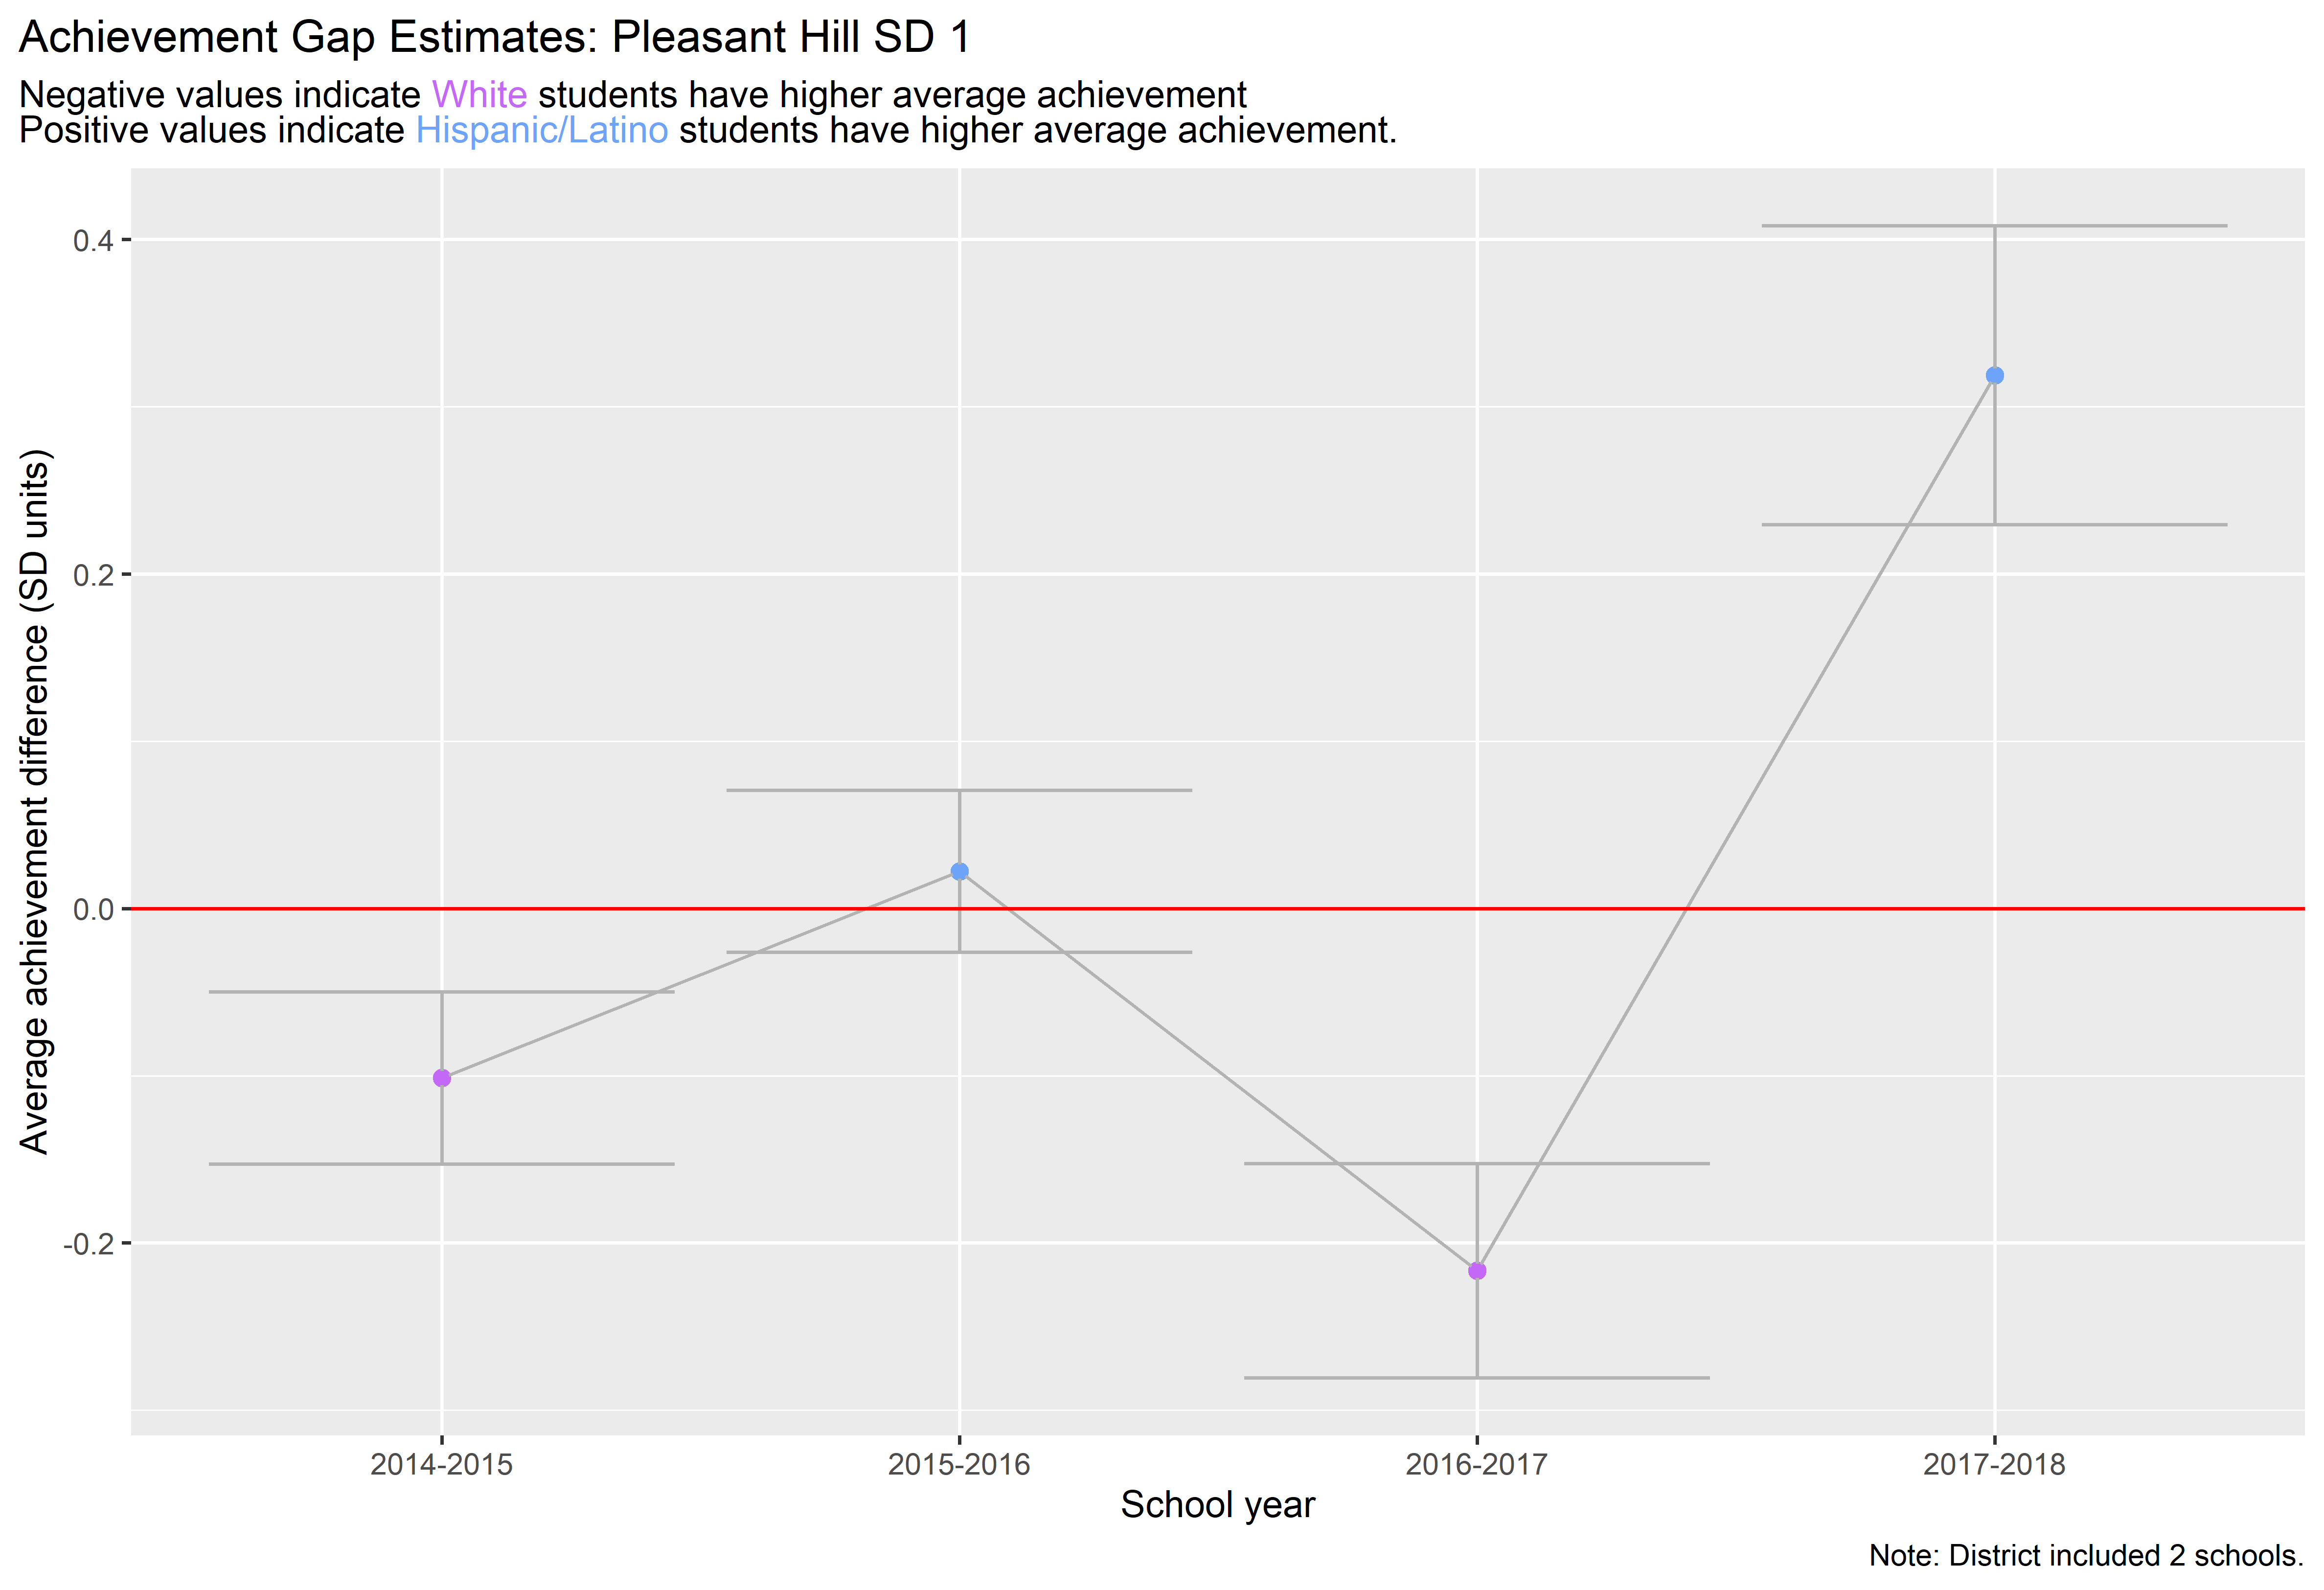 Achievement Gap Estimates: Pleasant Hill SD 1
Negative values indicate White students have higher average achievement
Positive values indicate Hispanic/Latino students have higher average achievement.
Average achievement difference (SD units)
0.4
0.2
0.0
-0.2
2014-2015
2015-2016
2016-2017
2017-2018
School year
Note: District included 2 schools.